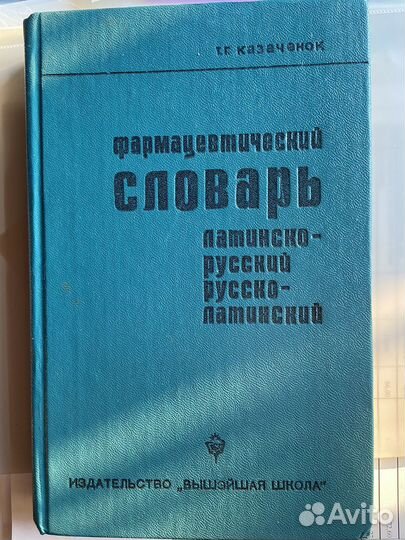 Т.Г. Казаченок
фармацевтический
словарь
латинско-
русский
русско-
латинский
ИЗДАТЕЛЬСТВО „ВЫШЭЙШАЯ ШКОЛА"
Avito